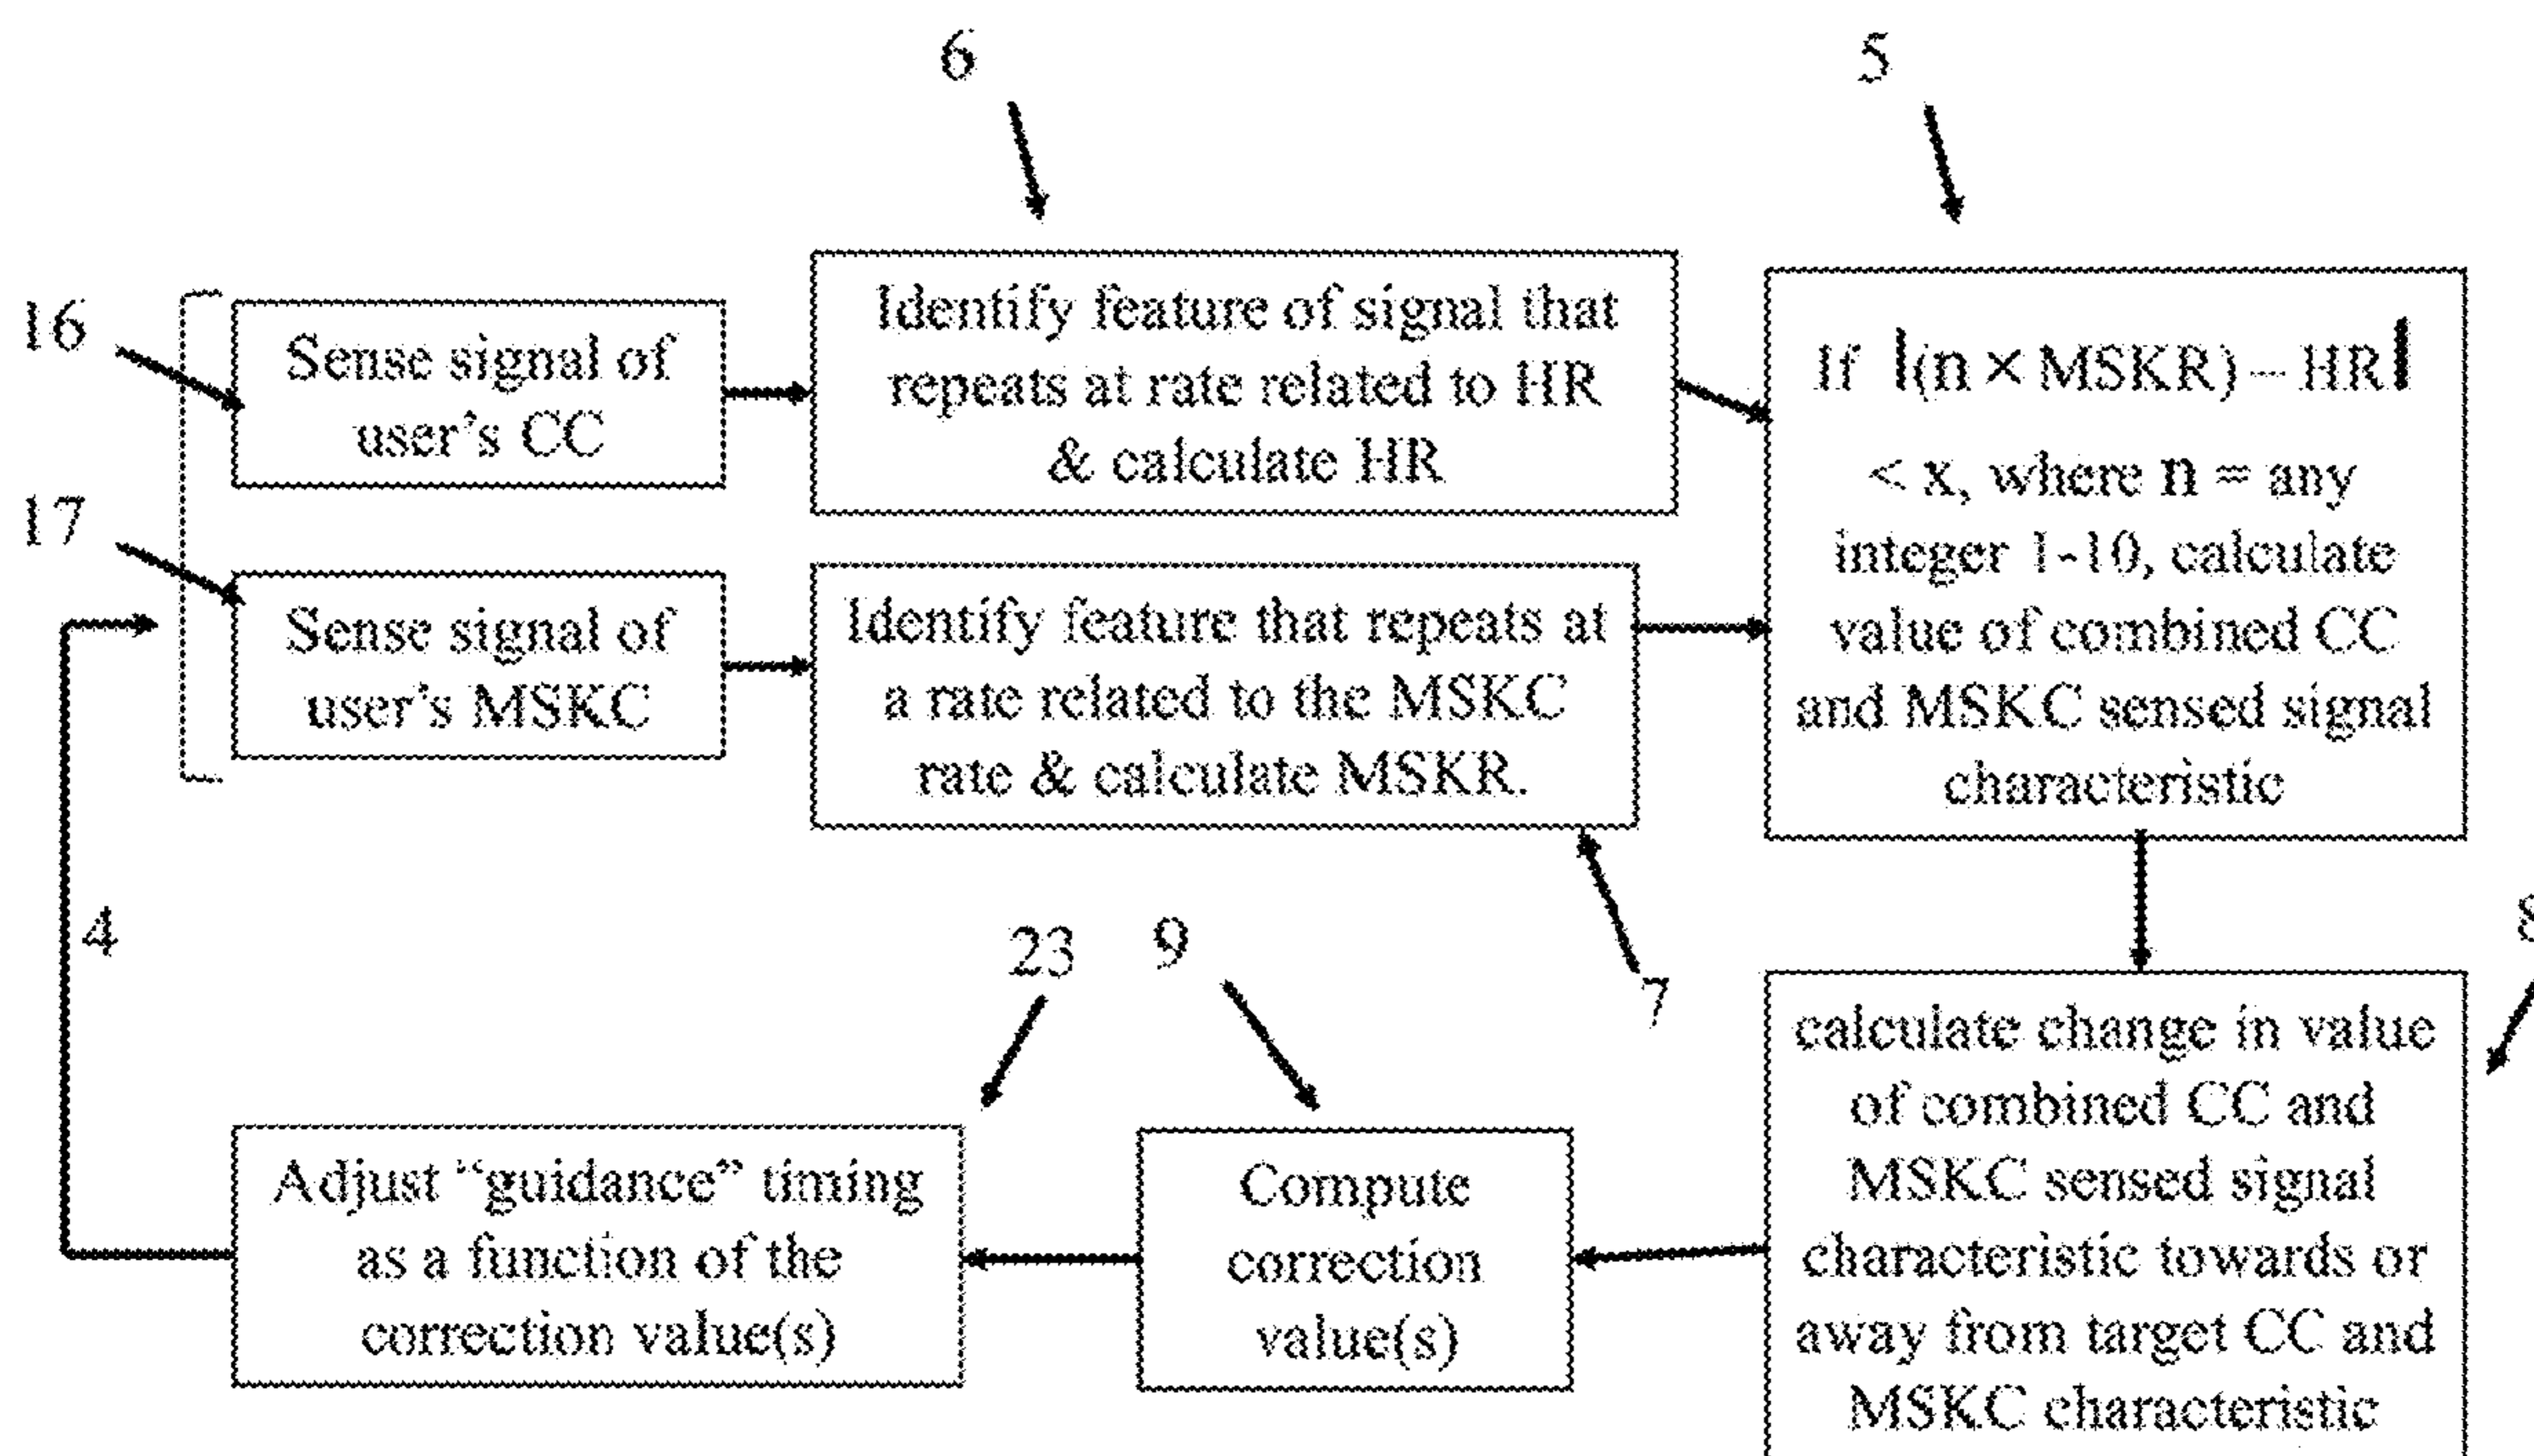 6
5
16
Sense signal of
user's CC
Identify feature of signal that
repeats at rate related to HR
& calculate HR
If |(n × MSKR) – HR|
< x, where n = any
integer 1-10, calculate
value of combined CC
and MSKC sensed signal
characteristic
17
Sense signal of
user's MSKC
Identify feature that repeats at
a rate related to the MSKC
rate & calculate MSKR.
4
23
9
7
8
Adjust “guidance” timing
as a function of the
correction value(s)
Compute
correction
value(s)
calculate change in value
of combined CC and
MSKC sensed signal
characteristic towards or
away from target CC and
MSKC characteristic